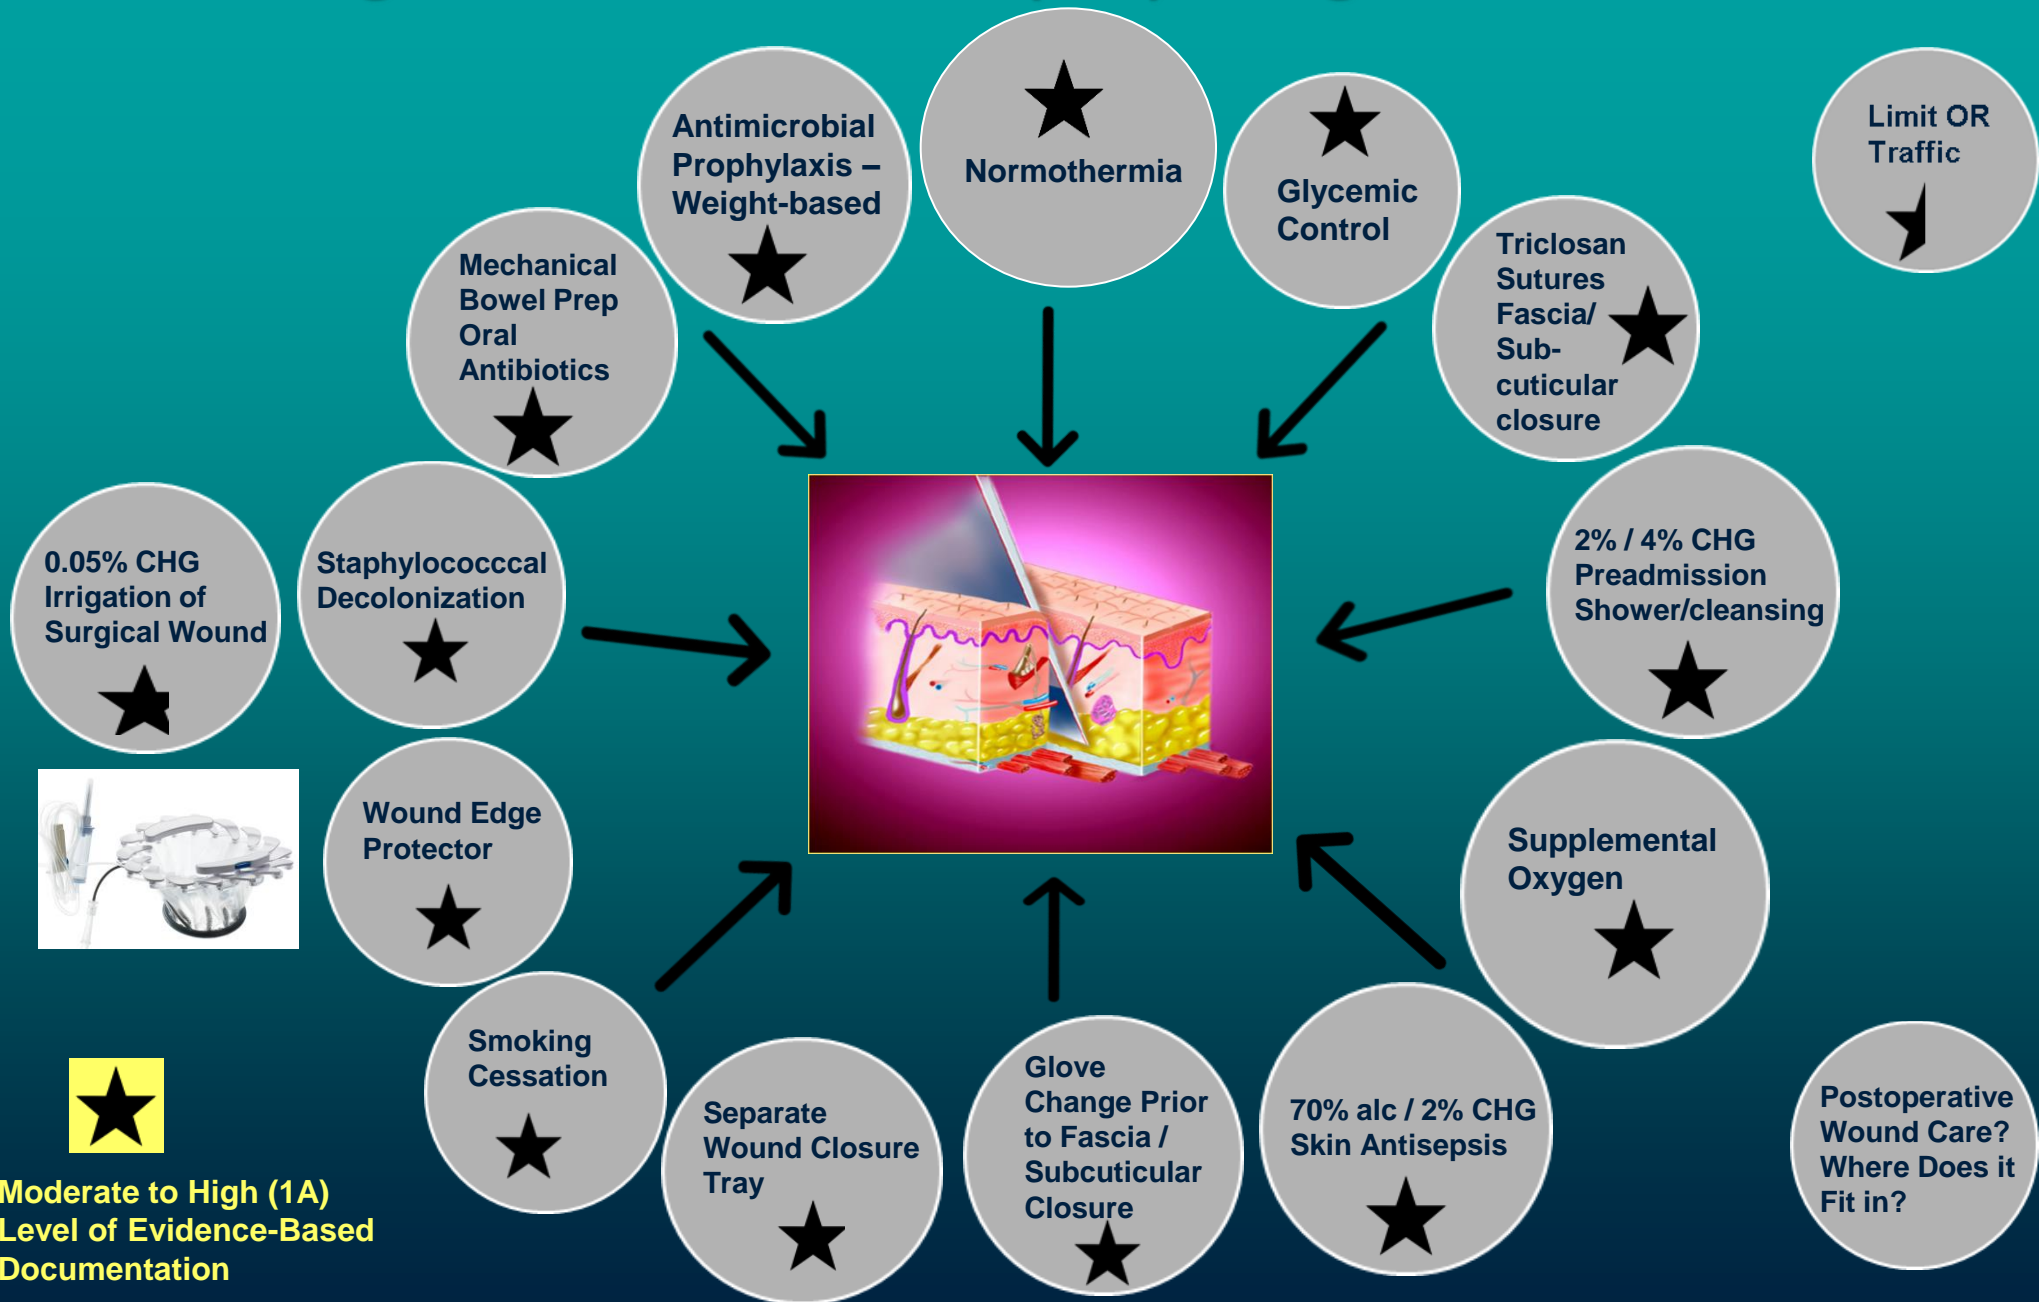 Antimicrobial
Prophylaxis –
Weight-based
Normothermia
Glycemic
Control
Limit OR
Traffic
Mechanical
Bowel Prep
Oral
Antibiotics
Triclosan
Sutures
Fascia/
Sub-
cuticular
closure
0.05% CHG
Irrigation of
Surgical Wound
Staphylococccal
Decolonization
2% / 4% CHG
Preadmission
Shower/cleansing
Wound Edge
Protector
Supplemental
Oxygen
Smoking
Cessation
Separate
Wound Closure
Tray
Glove
Change Prior
to Fascia /
Subcuticular
Closure
70% alc / 2% CHG
Skin Antisepsis
Postoperative
Wound Care?
Where Does it
Fit in?
Moderate to High (1A)
Level of Evidence-Based
Documentation